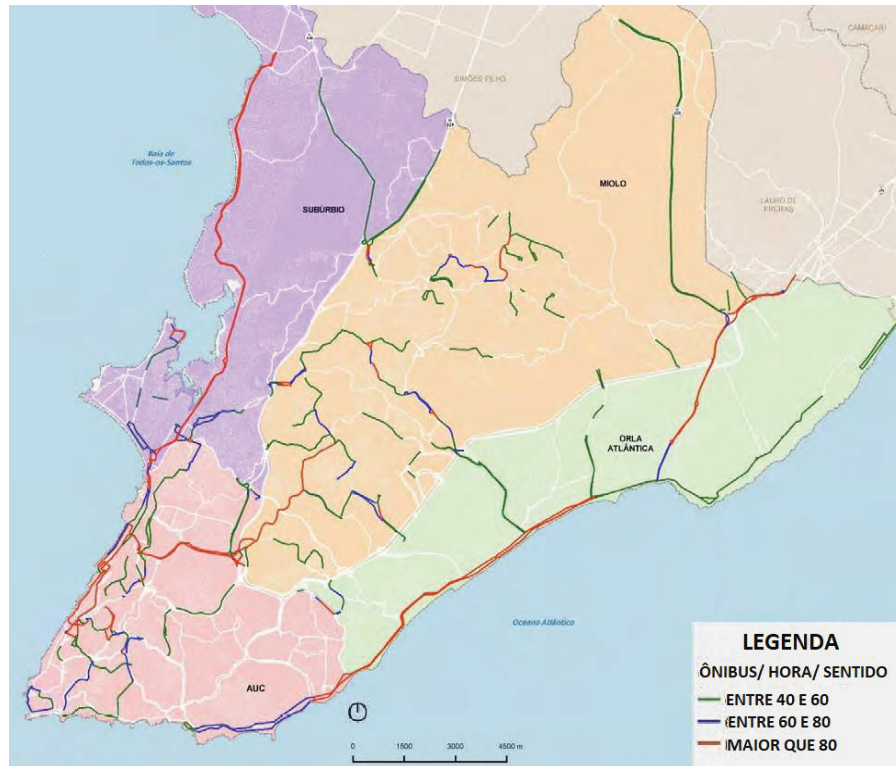 CAMAÇARI
SIMÕES FILHO
Baía de
Todos-os-Santos
MIOLO
LAURO DE
FREITAS
SUBÚRBIO
ORLA
ATLÂNTICA
Oceano Atlântico
AUC
0 1500 3000 4500 m
LEGENDA
ÔNIBUS/ HORA/ SENTIDO
ENTRE 40 E 60
ENTRE 60 E 80
MAIOR QUE 80